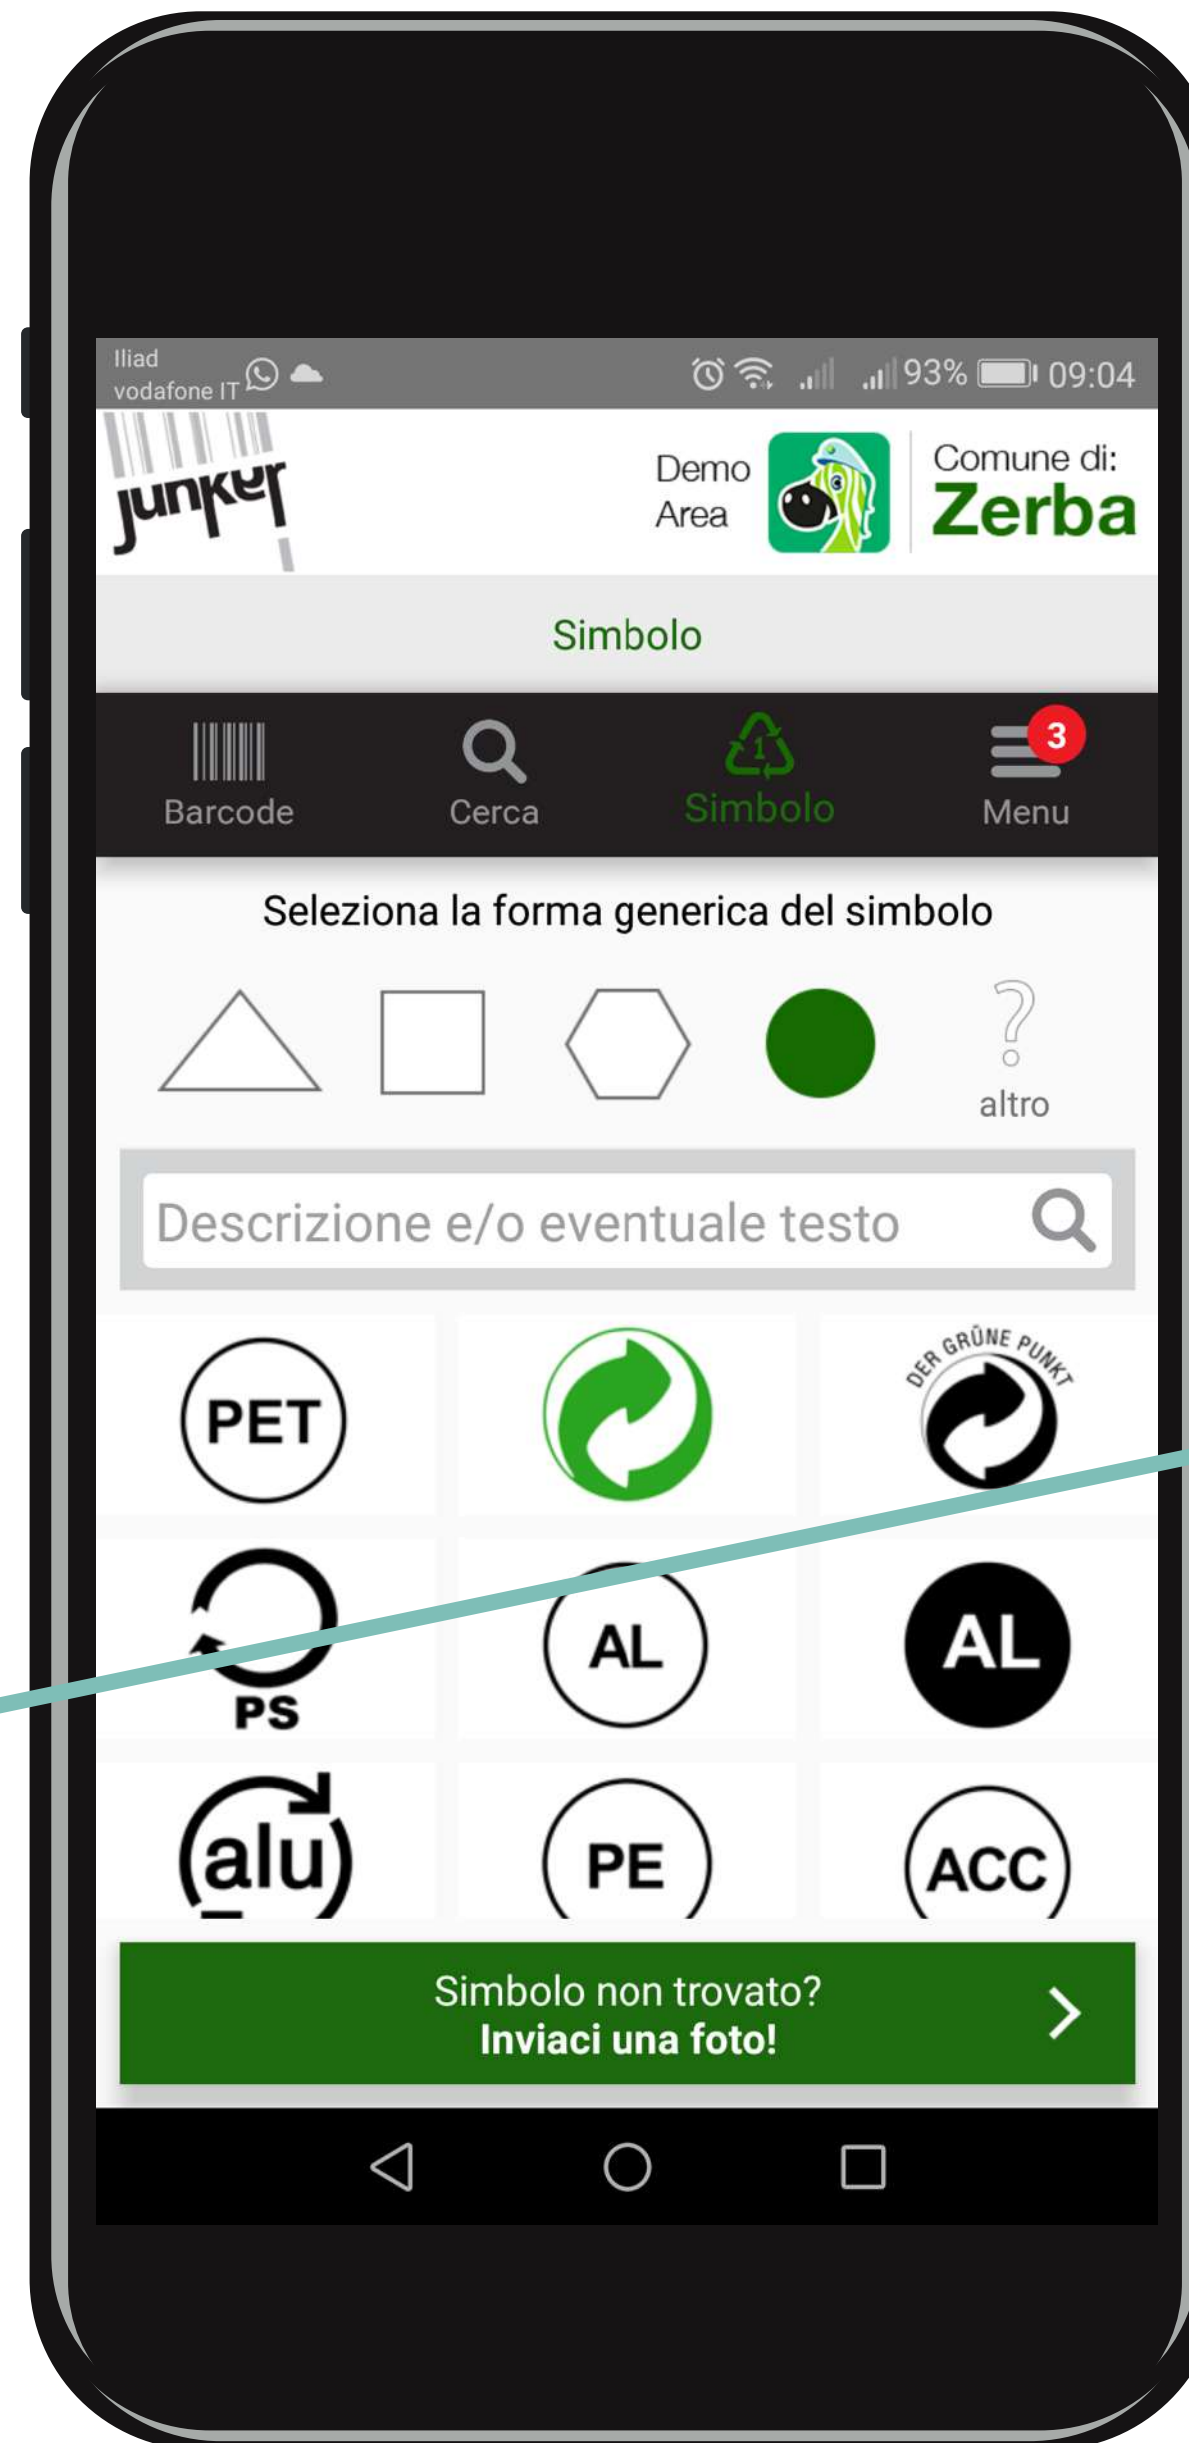 Iliad
vodafone IT
93% 09:04
junker
Demo
Area
Comune di:
Zerba
Simbolo
1
3
Barcode
Cerca
Simbolo
Menu
Seleziona la forma generica del simbolo
?
altro
Descrizione e/o eventuale testo
PET
DER GRÜNE PUNKT
PS
AL
AL
alu
PE
ACC
Simbolo non trovato?
Inviaci una foto!